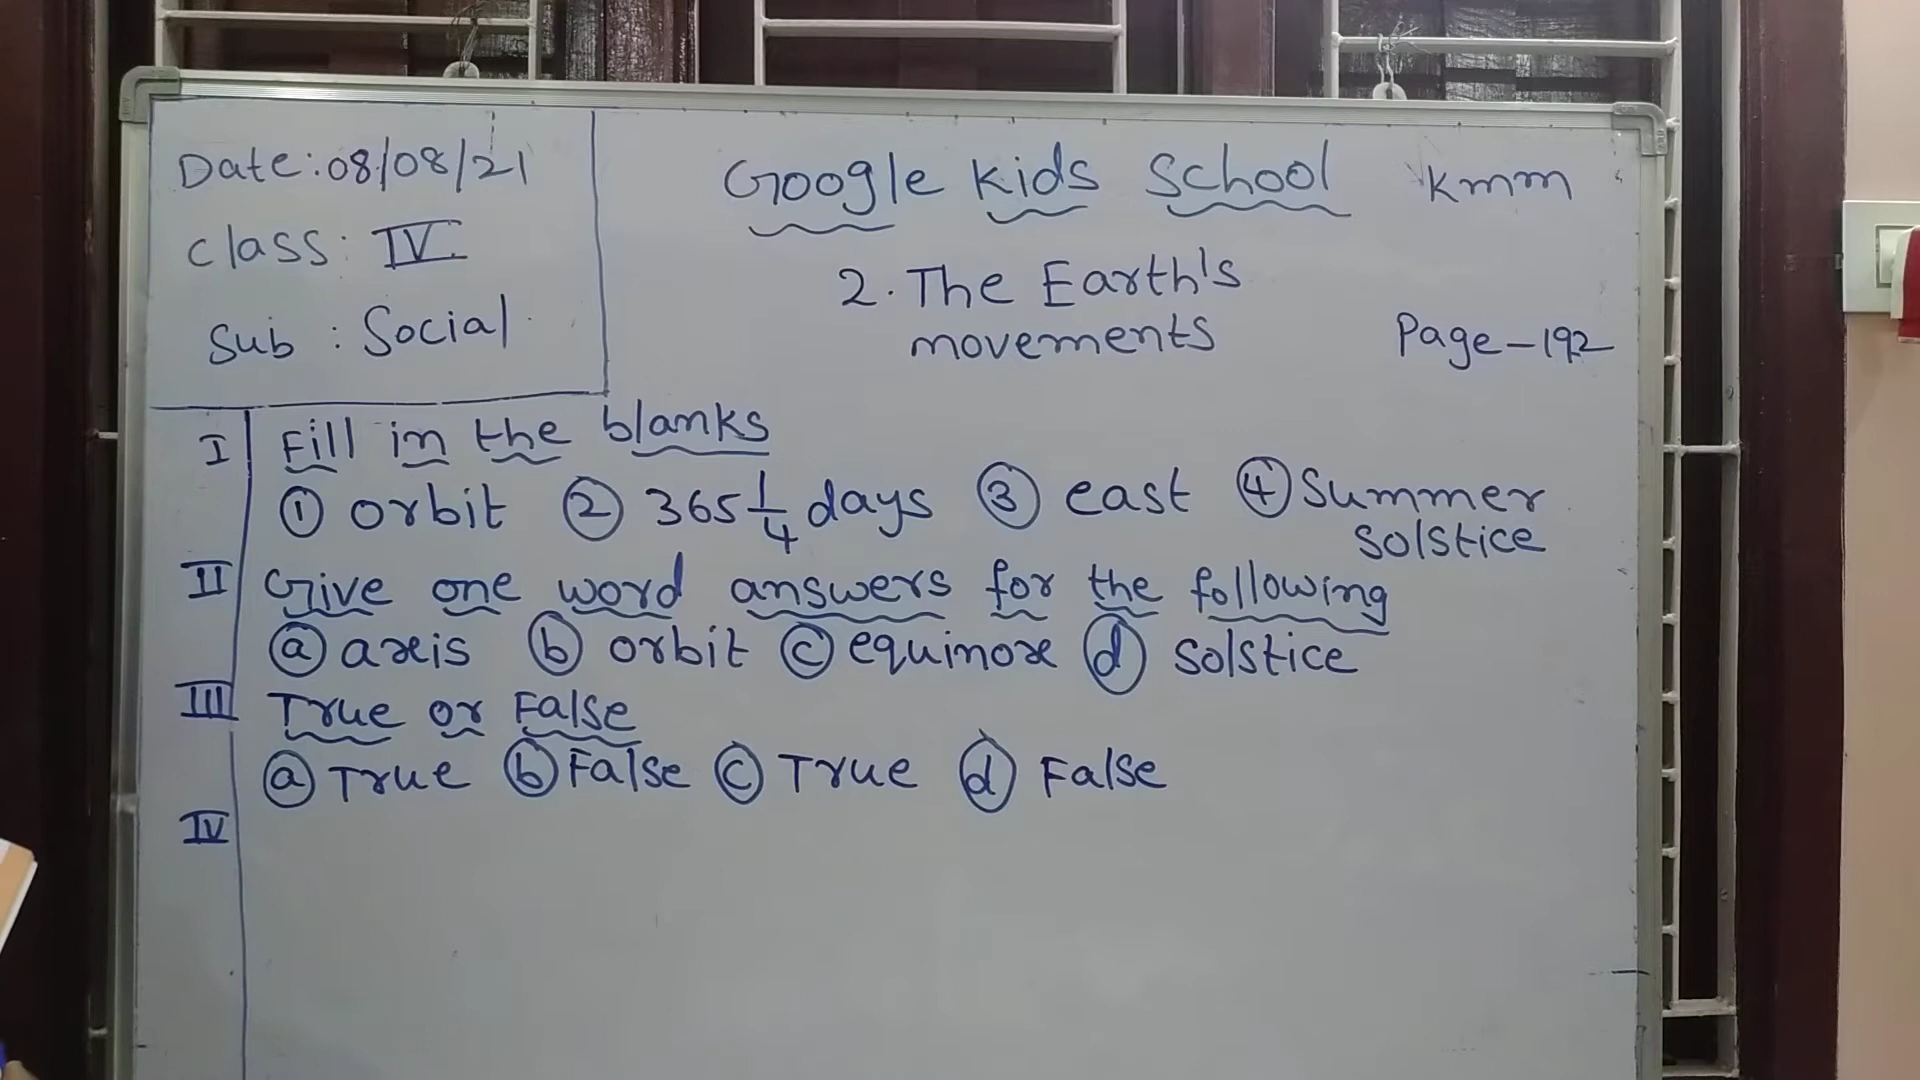 Date: 08/08/21
Class: IV
Sub : Social
Google Kids School Kmm
2. The Earth's
movements
Page-192
I Fill in the blanks
① orbit ② 365 1/4 days ③ east ④ Summer
Solstice
II Give one word answers for the following
ⓐ axis ⓑ orbit ⓒ equinox ⓓ solstice
III True or False
ⓐ True ⓑ False ⓒ True ⓓ False
IV